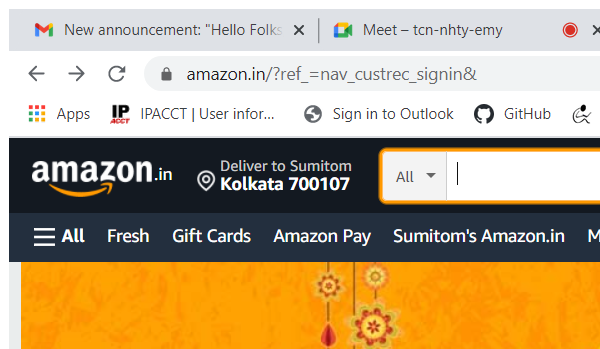 New announcement: "Hello Folks
Meet – tcn-nhty-emy
amazon.in/?ref_=nav_custrec_signin&
Apps IPACCT | User infor... Sign in to Outlook GitHub
IP
ACCT
amazon.in
Deliver to Sumitom
Kolkata 700107
All
All Fresh Gift Cards Amazon Pay Sumitom's Amazon.in M